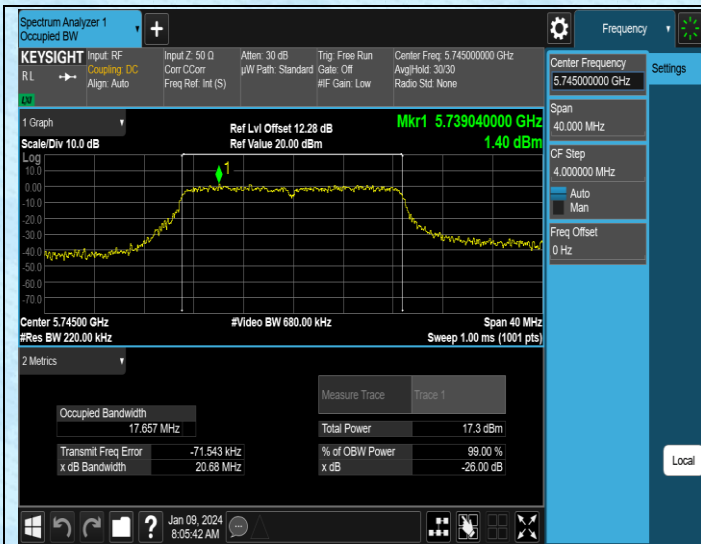 Spectrum Analyzer 1
Occupied BW
Frequency
KEYSIGHT
RL
Input: RF
Coupling: DC
Align: Auto
Input Z: 50 Ω
Corr CCorr
Freq Ref: Int (S)
Atten: 30 dB
µW Path: Standard
Trig: Free Run
Gate: Off
#IF Gain: Low
Center Freq: 5.745000000 GHz
Avg|Hold: 30/30
Radio Std: None
Center Frequency
5.745000000 GHz
Settings
Span
40.000 MHz
CF Step
4.000000 MHz
Auto
Man
Freq Offset
0 Hz
1 Graph
Scale/Div 10.0 dB
Ref Lvl Offset 12.28 dB
Ref Value 20.00 dBm
Mkr1 5.739040000 GHz
1.40 dBm
Log
1
10.0
0.00
-10.0
-20.0
-30.0
-40.0
-50.0
-60.0
-70.0
Center 5.74500 GHz
#Res BW 220.00 kHz
#Video BW 680.00 kHz
Span 40 MHz
Sweep 1.00 ms (1001 pts)
2 Metrics
Measure Trace
Trace 1
Occupied Bandwidth
17.657 MHz
Total Power
17.3 dBm
Transmit Freq Error
-71.543 kHz
% of OBW Power
99.00 %
x dB Bandwidth
20.68 MHz
x dB
-26.00 dB
Local
Jan 09, 2024
8:05:42 AM